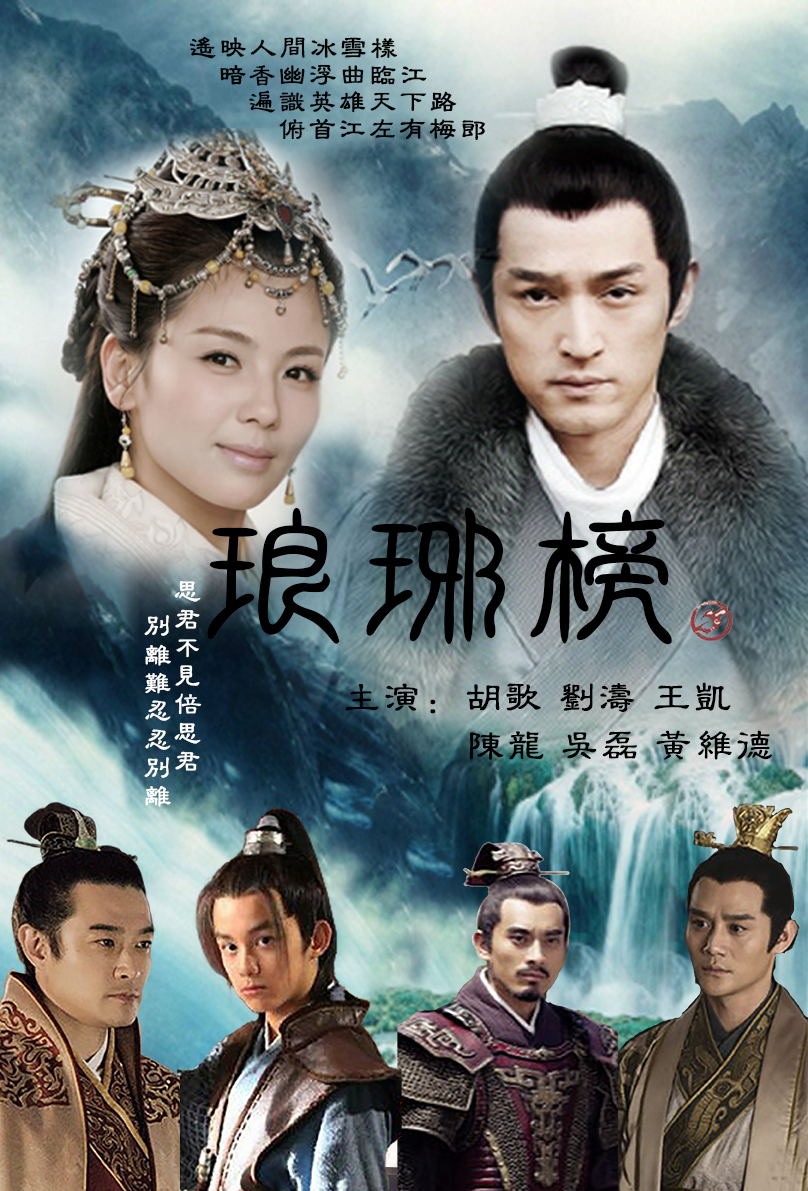 遙映人間冰雪樣
暗香幽浮曲臨江
遍識英雄天下路
俯首江左有梅郎
琅琊榜
思君不見倍思君
別離難忍忍別離
主演：胡歌 劉濤 王凱
陳龍 吳磊 黃維德